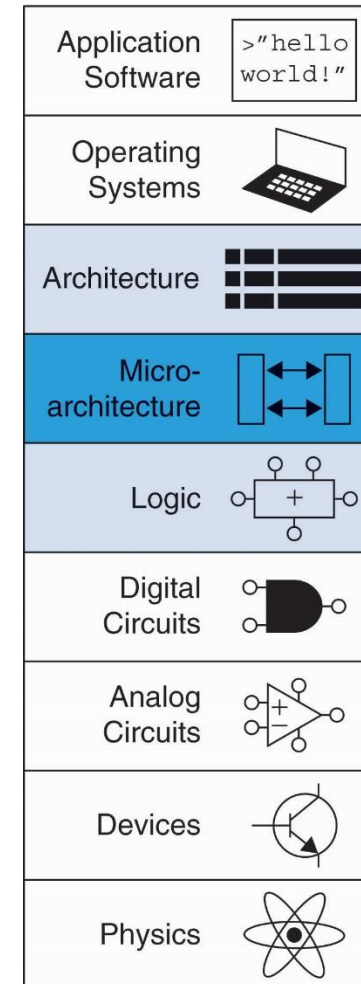 Application
Software
>"hello
world!"
Operating
Systems
Architecture
Micro-
architecture
Logic
+
Digital
Circuits
Analog
Circuits
+
−
Devices
Physics